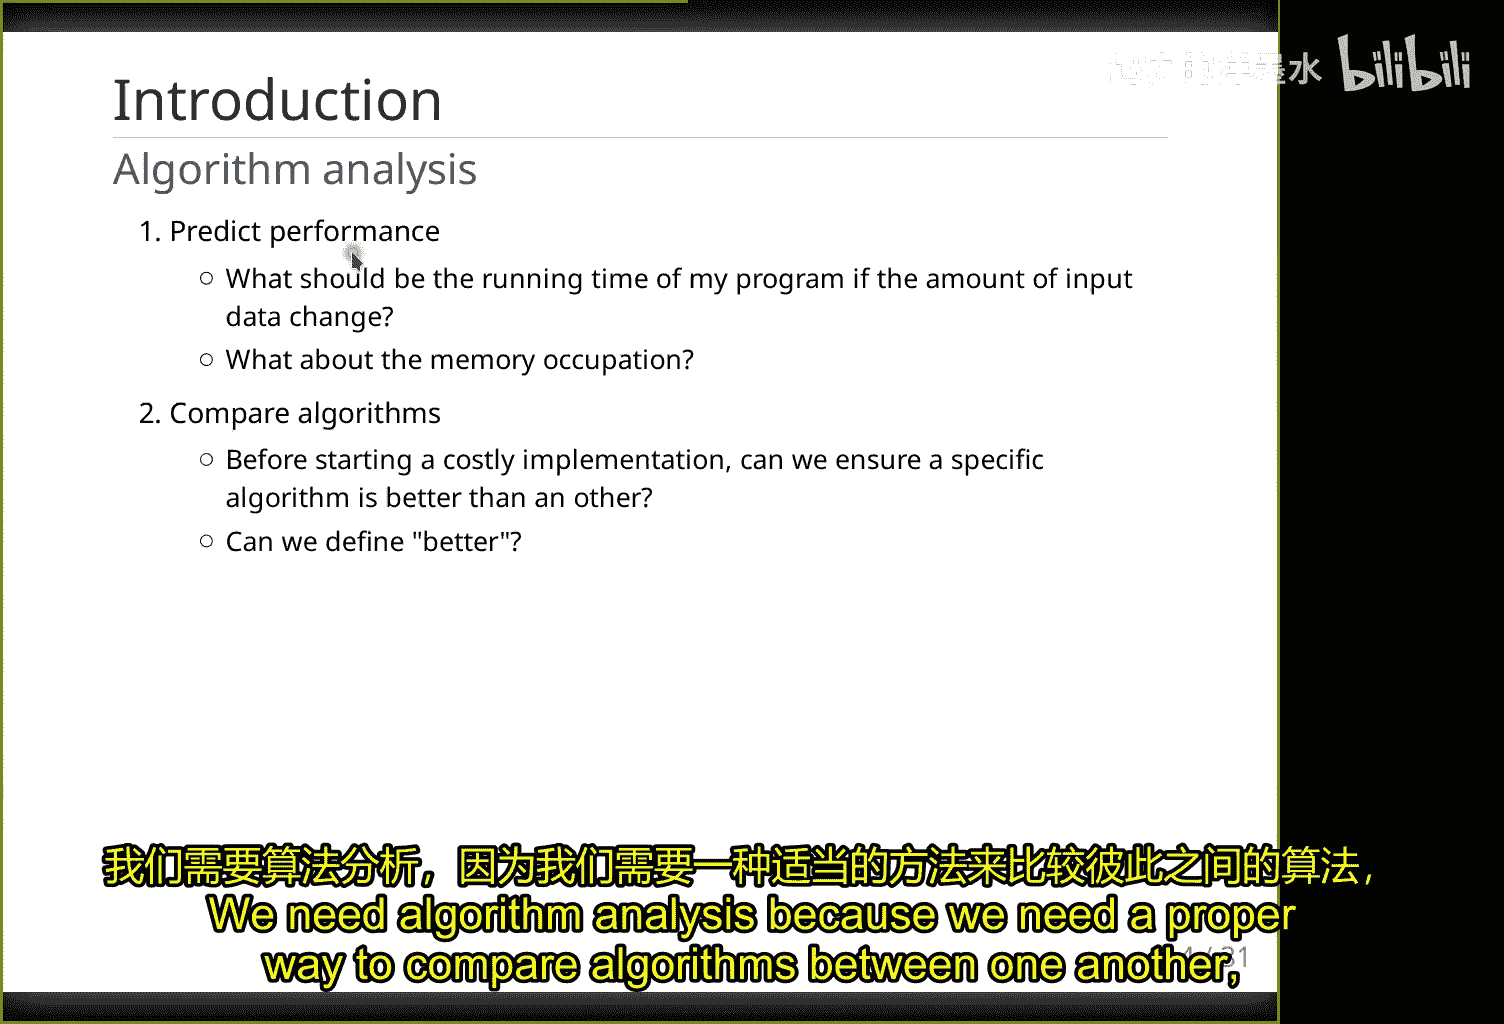 水 bilibili
Introduction
Algorithm analysis
1. Predict performance
○ What should be the running time of my program if the amount of input
data change?
○ What about the memory occupation?
2. Compare algorithms
○ Before starting a costly implementation, can we ensure a specific
algorithm is better than an other?
○ Can we define "better"?
我们需要算法分析，因为我们需要一种适当的方法来比较彼此之间的算法，
We need algorithm analysis because we need a proper
way to compare algorithms between one another,